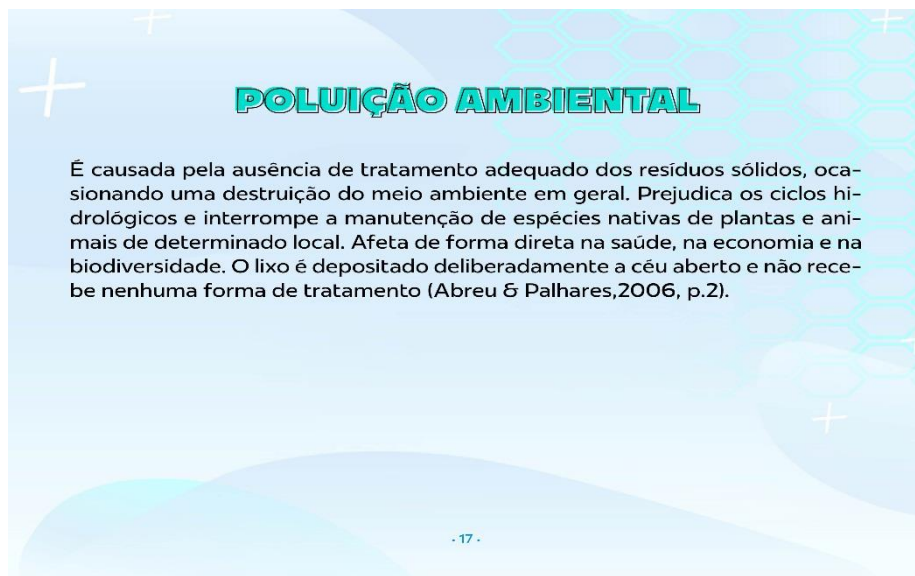 POLUIÇÃO AMBIENTAL
É causada pela ausência de tratamento adequado dos resíduos sólidos, oca-
sionando uma destruição do meio ambiente em geral. Prejudica os ciclos hi-
drológicos e interrompe a manutenção de espécies nativas de plantas e ani-
mais de determinado local. Afeta de forma direta na saúde, na economia e na
biodiversidade. O lixo é depositado deliberadamente a céu aberto e não rece-
be nenhuma forma de tratamento (Abreu & Palhares,2006, p.2).
• 17 •